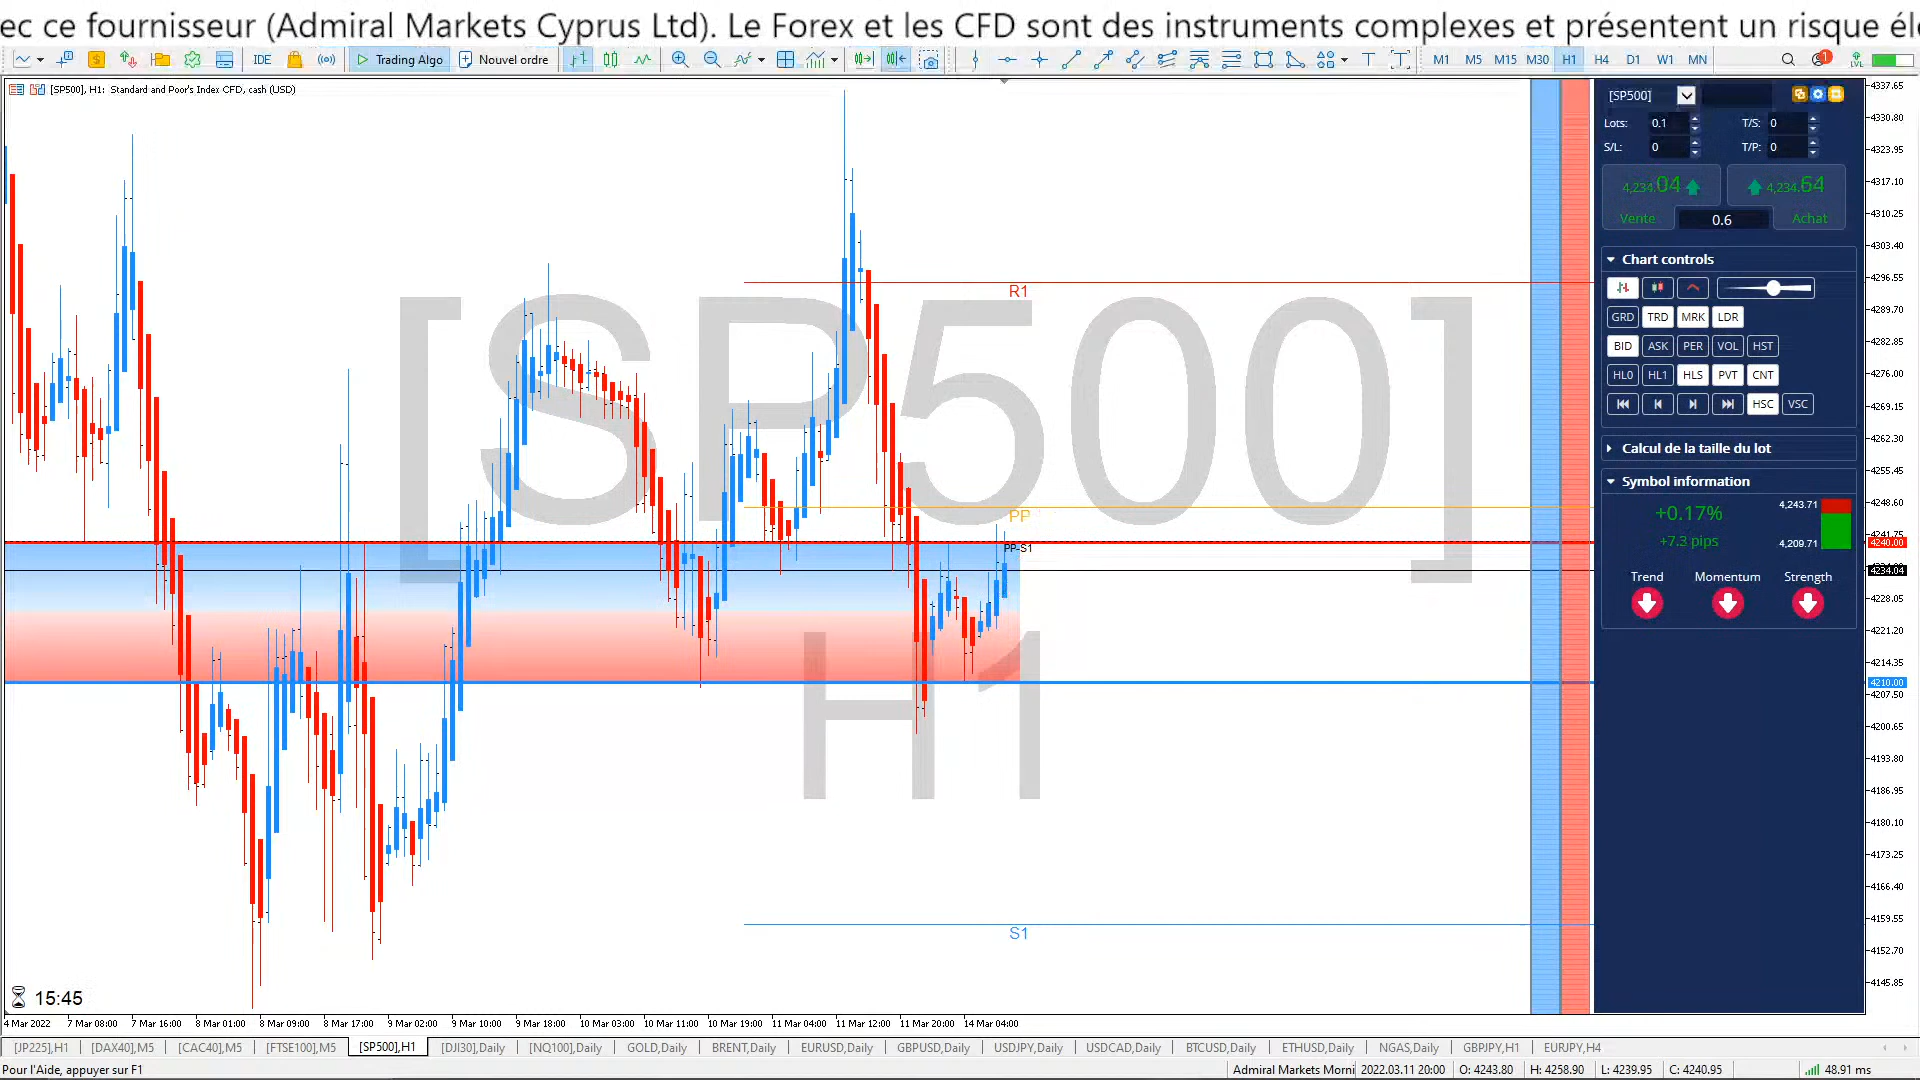 ec ce fournisseur (Admiral Markets Cyprus Ltd). Le Forex et les CFD sont des instruments complexes et présentent un risque éle
IDE Trading Algo Nouvel ordre M1 M5 M15 M30 H1 H4 D1 W1 MN
[SP500], H1: Standard and Poor's Index CFD, cash (USD)
[SP500]
H1
R1
PP
PP-S1
S1
15:45
4337.65
4330.80
4323.95
4317.10
4310.25
4303.40
4296.55
4289.70
4282.85
4276.00
4269.15
4262.30
4255.45
4248.60
4241.75
4240.00
4234.04
4228.05
4221.20
4214.35
4210.00
4207.50
4200.65
4193.80
4186.95
4180.10
4173.25
4166.40
4159.55
4152.70
4145.85
[SP500]
Lots: 0.1 T/S: 0
S/L: 0 T/P: 0
4,234.04 4,234.64
Vente 0.6 Achat
Chart controls
GRD TRD MRK LDR
BID ASK PER VOL HST
HL0 HL1 HLS PVT CNT
HSC VSC
Calcul de la taille du lot
Symbol information
+0.17% 4,243.71
+7.3 pips 4,209.71
Trend Momentum Strength
4 Mar 2022 7 Mar 08:00 7 Mar 16:00 8 Mar 01:00 8 Mar 09:00 8 Mar 17:00 9 Mar 02:00 9 Mar 10:00 9 Mar 18:00 10 Mar 03:00 10 Mar 11:00 10 Mar 19:00 11 Mar 04:00 11 Mar 12:00 11 Mar 20:00 14 Mar 04:00
[JP225],H1 [DAX40],M5 [CAC40],M5 [FTSE100],M5 [SP500],H1 [DJI30],Daily [NQ100],Daily GOLD,Daily BRENT,Daily EURUSD,Daily GBPUSD,Daily USDJPY,Daily USDCAD,Daily BTCUSD,Daily ETHUSD,Daily NGAS,Daily GBPJPY,H1 EURJPY,H4
Pour l'Aide, appuyer sur F1 Admiral Markets Morni 2022.03.11 20:00 O: 4243.80 H: 4258.90 L: 4239.95 C: 4240.95 48.91 ms